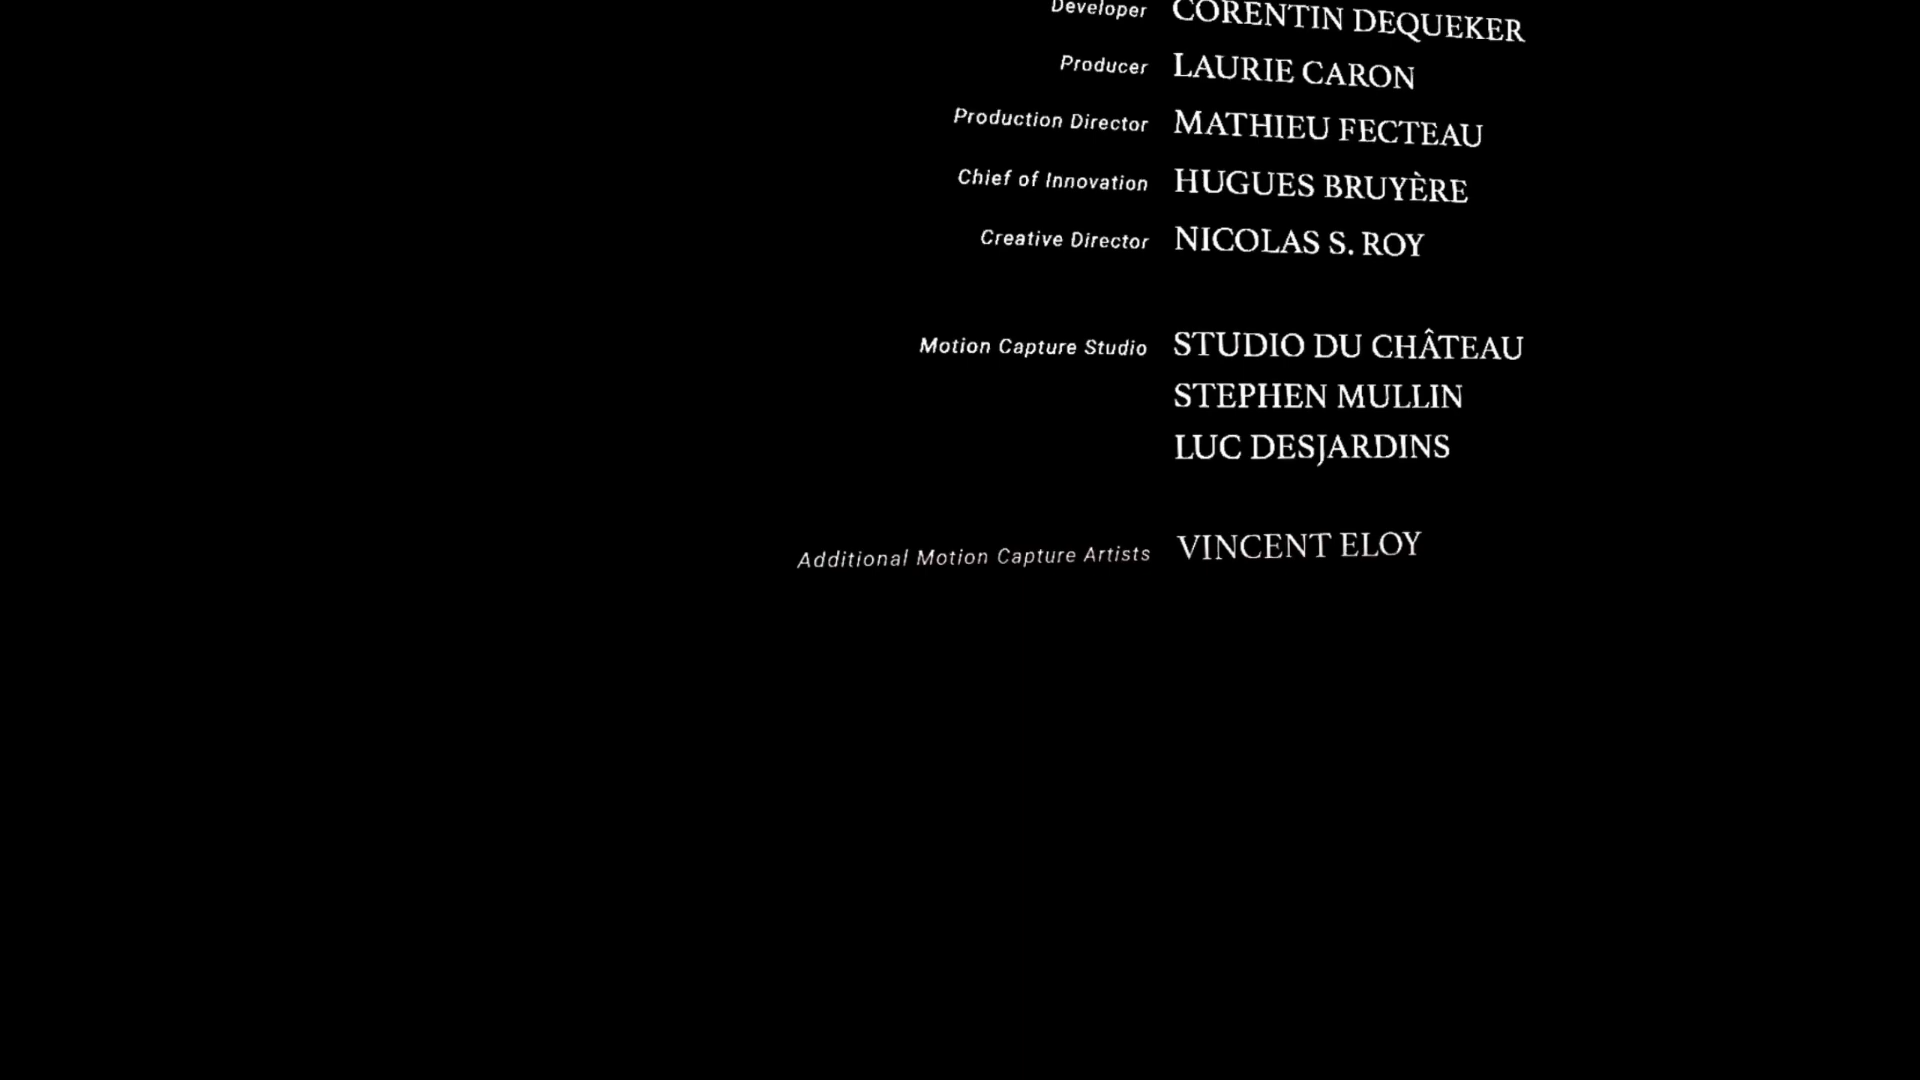 Developer CORENTIN DEQUEKER
Producer LAURIE CARON
Production Director MATHIEU FECTEAU
Chief of Innovation HUGUES BRUYÈRE
Creative Director NICOLAS S. ROY
Motion Capture Studio STUDIO DU CHÂTEAU
STEPHEN MULLIN
LUC DESJARDINS
Additional Motion Capture Artists VINCENT ELOY